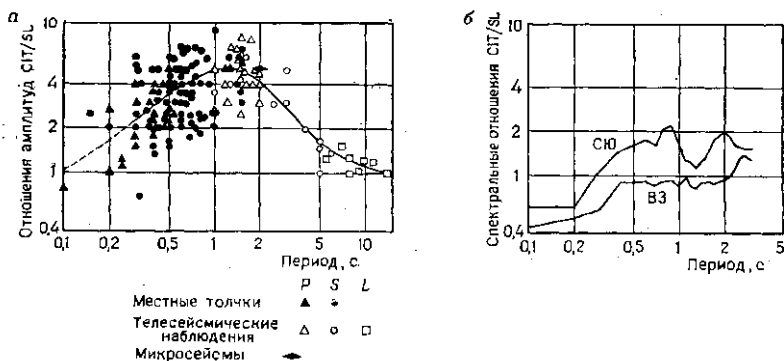 а
Отношения амплитуд CIT/SL
10
4
2
1
0,4
0,1 0,2 0,5 1 2 5 10
Период, с.
P S L
Местные толчки
Телесейсмические наблюдения
Микросейсмы
б
Спектральные отношения CIT/SL
10
4
2
1
0,4
СЮ
ВЗ
0,1 0,2 0,5 1 2 5
Период, с